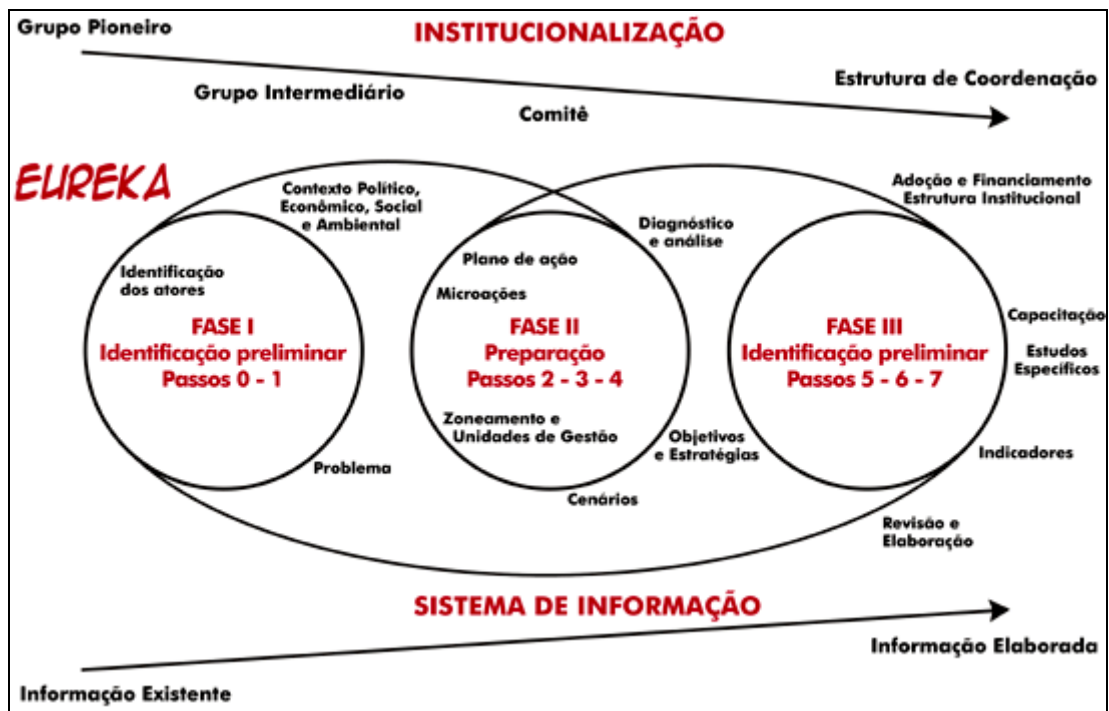 Grupo Pioneiro
INSTITUCIONALIZAÇÃO
Grupo Intermediário
Comitê
Estrutura de Coordenação
EUREKA
Contexto Político,
Econômico, Social
e Ambiental
Identificação
dos atores
FASE I
Identificação preliminar
Passos 0 - 1
Problema
Plano de ação
Microações
FASE II
Preparação
Passos 2 - 3 - 4
Zoneamento e
Unidades de Gestão
Cenários
Diagnóstico
e análise
Objetivos
e Estratégias
Adoção e Financiamento
Estrutura Institucional
FASE III
Identificação preliminar
Passos 5 - 6 - 7
Capacitação
Estudos
Específicos
Indicadores
Revisão e
Elaboração
SISTEMA DE INFORMAÇÃO
Informação Elaborada
Informação Existente